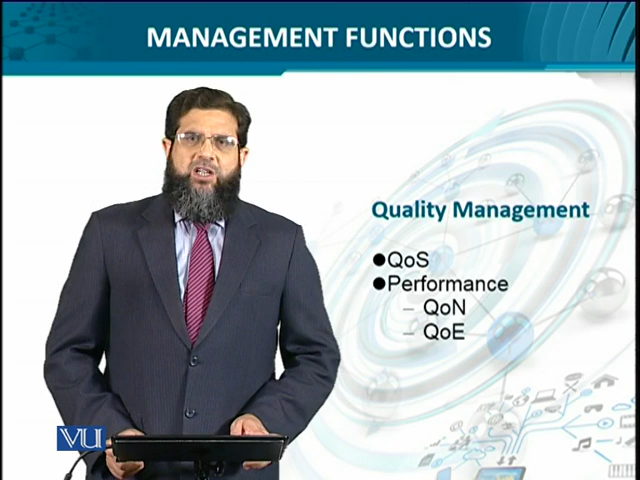 MANAGEMENT FUNCTIONS
Quality Management
●QoS
●Performance
– QoN
– QoE
VU